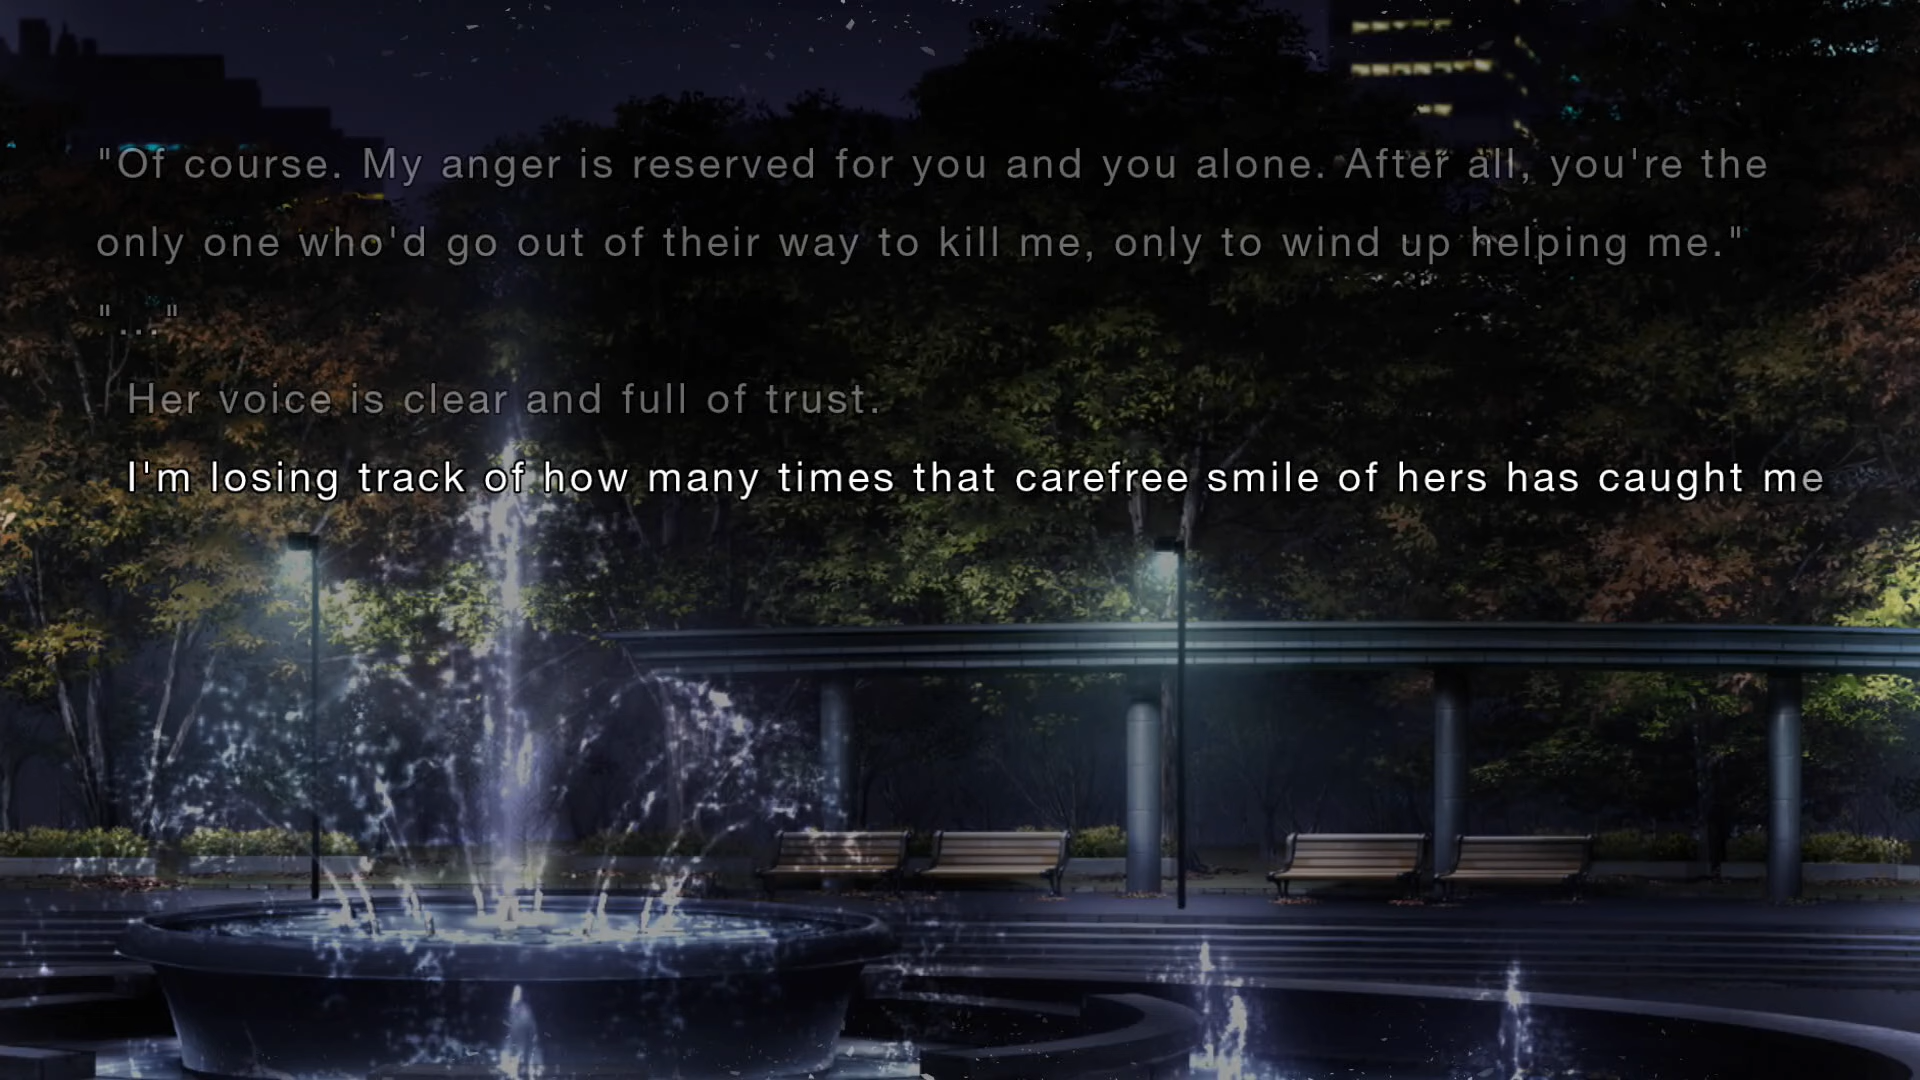 "Of course. My anger is reserved for you and you alone. After all, you're the
only one who'd go out of their way to kill me, only to wind up helping me."
"..."
Her voice is clear and full of trust.
I'm losing track of how many times that carefree smile of hers has caught me